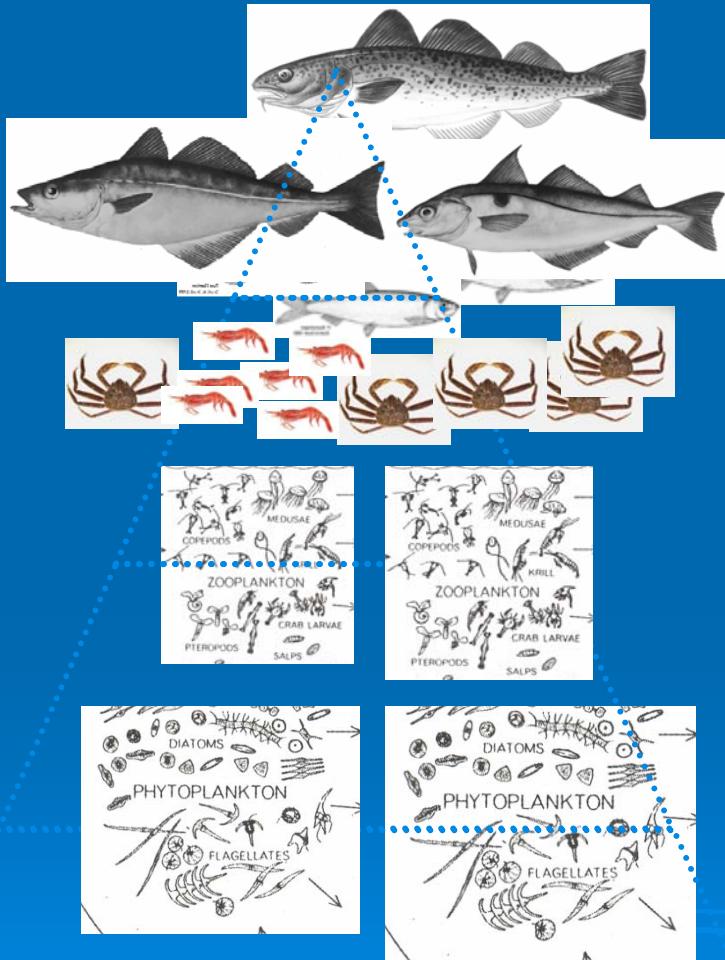 MEDUSAE
COPEPODS
KRILL
ZOOPLANKTON
CRAB LARVAE
PTEROPODS
SALPS
MEDUSAE
COPEPODS
KRILL
ZOOPLANKTON
CRAB LARVAE
PTEROPODS
SALPS
DIATOMS
PHYTOPLANKTON
FLAGELLATES
DIATOMS
PHYTOPLANKTON
FLAGELLATES